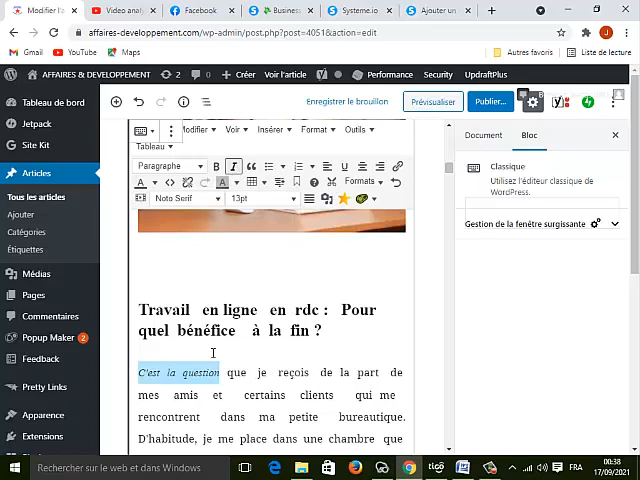 Modifier l'a
Video analy
Facebook
Business
Systeme.io
Ajouter un
affaires-developpement.com/wp-admin/post.php?post=4051&action=edit
Gmail
YouTube
Maps
Autres favoris
Liste de lecture
AFFAIRES & DEVELOPPEMENT
2
0
Créer
Voir l'article
Performance
Security
UpdraftPlus
Tableau de bord
Enregistrer le brouillon
Prévisualiser
Publier...
Jetpack
Site Kit
Articles
Tous les articles
Ajouter
Catégories
Étiquettes
Médias
Pages
Commentaires
Popup Maker 2
Feedback
Pretty Links
Apparence
Extensions
Modifier
Voir
Insérer
Format
Outils
Tableau
Paragraphe
B I
Formats
Noto Serif
13pt
Travail en ligne en rdc : Pour
quel bénéfice à la fin ?
C'est la question que je reçois de la part de
mes amis et certains clients qui me
rencontrent dans ma petite bureautique.
D'habitude, je me place dans une chambre que
Document
Bloc
Classique
Utilisez l'éditeur classique de
WordPress.
Gestion de la fenêtre surgissante
Rechercher sur le web et dans Windows
tigo
FRA
00:38
17/09/2021